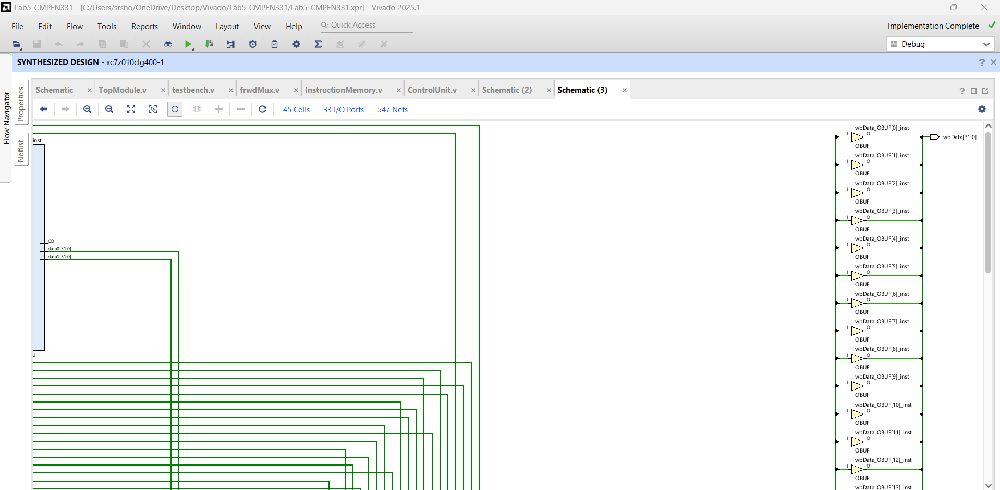 Lab5_CMPEN331 - [C:/Users/srsho/OneDrive/Desktop/Vivado/Lab5_CMPEN331/Lab5_CMPEN331.xpr] - Vivado 2025.1
File Edit Flow Tools Reports Window Layout View Help Quick Access
Implementation Complete
Debug
SYNTHESIZED DESIGN - xc7z010clg400-1
Flow Navigator
Properties
Netlist
Schematic TopModule.v testbench.v frwdMux.v InstructionMemory.v ControlUnit.v Schematic (2) Schematic (3)
45 Cells 33 I/O Ports 547 Nets
inst
CO
data0[31:0]
data1[31:0]
wbData_OBUF[0]_inst
I O
wbData[31:0]
OBUF
wbData_OBUF[1]_inst
I O
OBUF
wbData_OBUF[2]_inst
I O
OBUF
wbData_OBUF[3]_inst
I O
OBUF
wbData_OBUF[4]_inst
I O
OBUF
wbData_OBUF[5]_inst
I O
OBUF
wbData_OBUF[6]_inst
I O
OBUF
wbData_OBUF[7]_inst
I O
OBUF
wbData_OBUF[8]_inst
I O
OBUF
wbData_OBUF[9]_inst
I O
OBUF
wbData_OBUF[10]_inst
I O
OBUF
wbData_OBUF[11]_inst
I O
OBUF
wbData_OBUF[12]_inst
I O
OBUF
wbData_OBUF[13]_inst